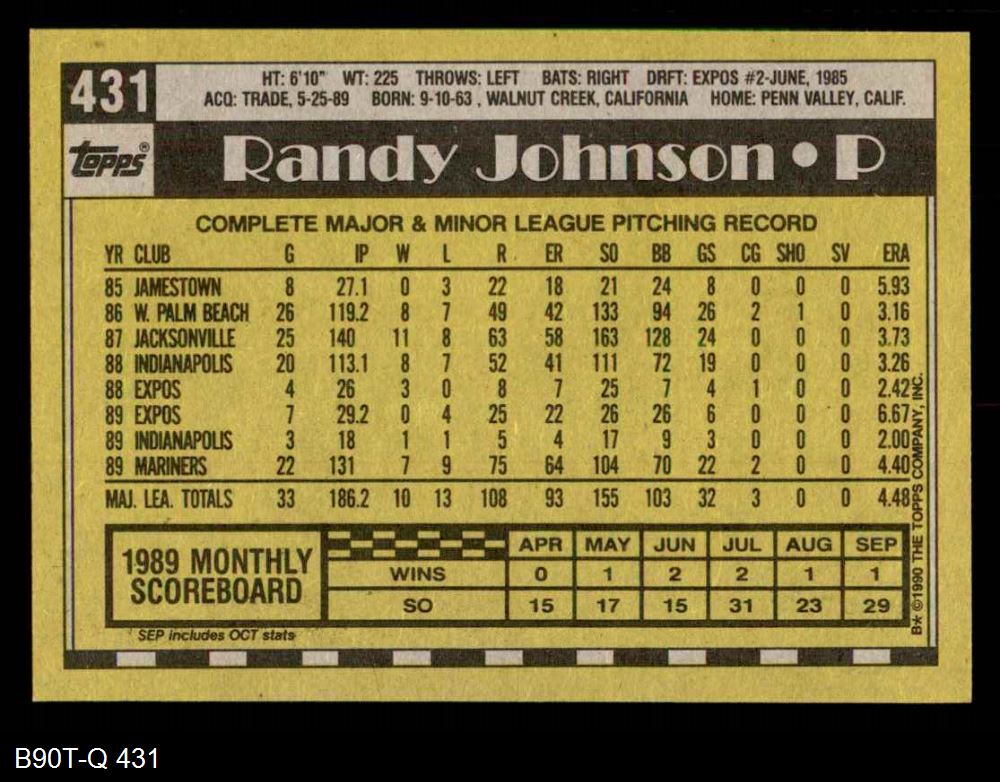 431
HT: 6'10" WT: 225 THROWS: LEFT BATS: RIGHT DRFT: EXPOS #2-JUNE, 1985
ACQ: TRADE, 5-25-89 BORN: 9-10-63 , WALNUT CREEK, CALIFORNIA HOME: PENN VALLEY, CALIF.
TOPPS®
Randy Johnson • P
COMPLETE MAJOR & MINOR LEAGUE PITCHING RECORD
YR CLUB G IP W L R ER SO BB GS CG SHO SV ERA
85 JAMESTOWN 8 27.1 0 3 22 18 21 24 8 0 0 0 5.93
86 W. PALM BEACH 26 119.2 8 7 49 42 133 94 26 2 1 0 3.16
87 JACKSONVILLE 25 140 11 8 63 58 163 128 24 0 0 0 3.73
88 INDIANAPOLIS 20 113.1 8 7 52 41 111 72 19 0 0 0 3.26
88 EXPOS 4 26 3 0 8 7 25 7 4 1 0 0 2.42
89 EXPOS 7 29.2 0 4 25 22 26 26 6 0 0 0 6.67
89 INDIANAPOLIS 3 18 1 1 5 4 17 9 3 0 0 0 2.00
89 MARINERS 22 131 7 9 75 64 104 70 22 2 0 0 4.40
MAJ. LEA. TOTALS 33 186.2 10 13 108 93 155 103 32 3 0 0 4.48
1989 MONTHLY
SCOREBOARD
APR MAY JUN JUL AUG SEP
WINS 0 1 2 2 1 1
SO 15 17 15 31 23 29
SEP includes OCT stats
B* ©1990 THE TOPPS COMPANY, INC.
B90T-Q 431